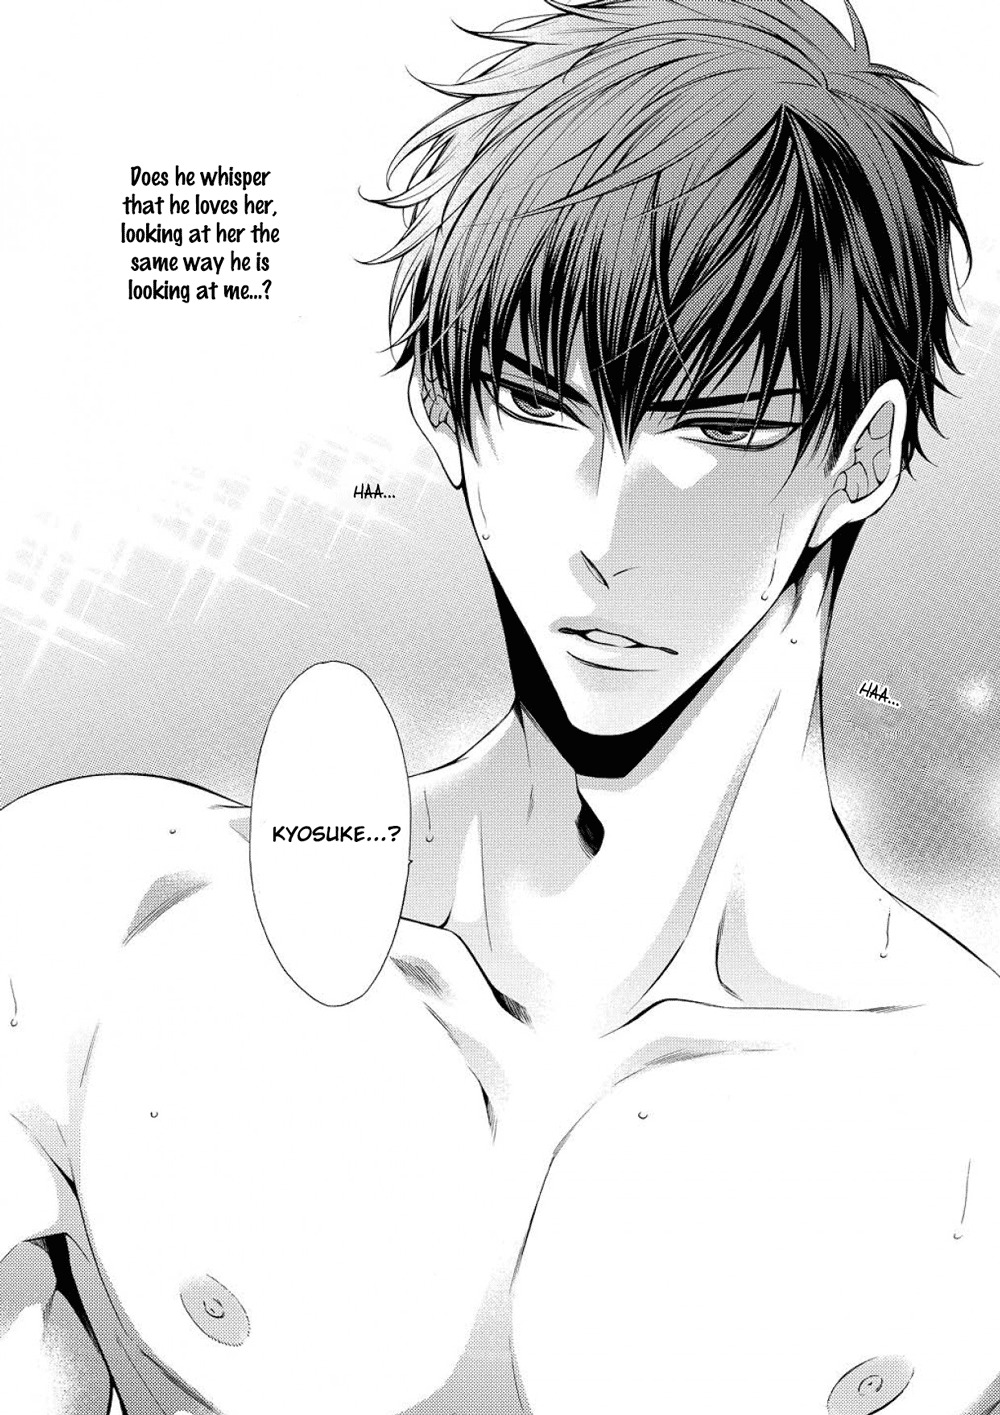 Does he whisper
that he loves her,
looking at her the
same way he is
looking at me...?
HAA...
HAA...
KYOSUKE...?